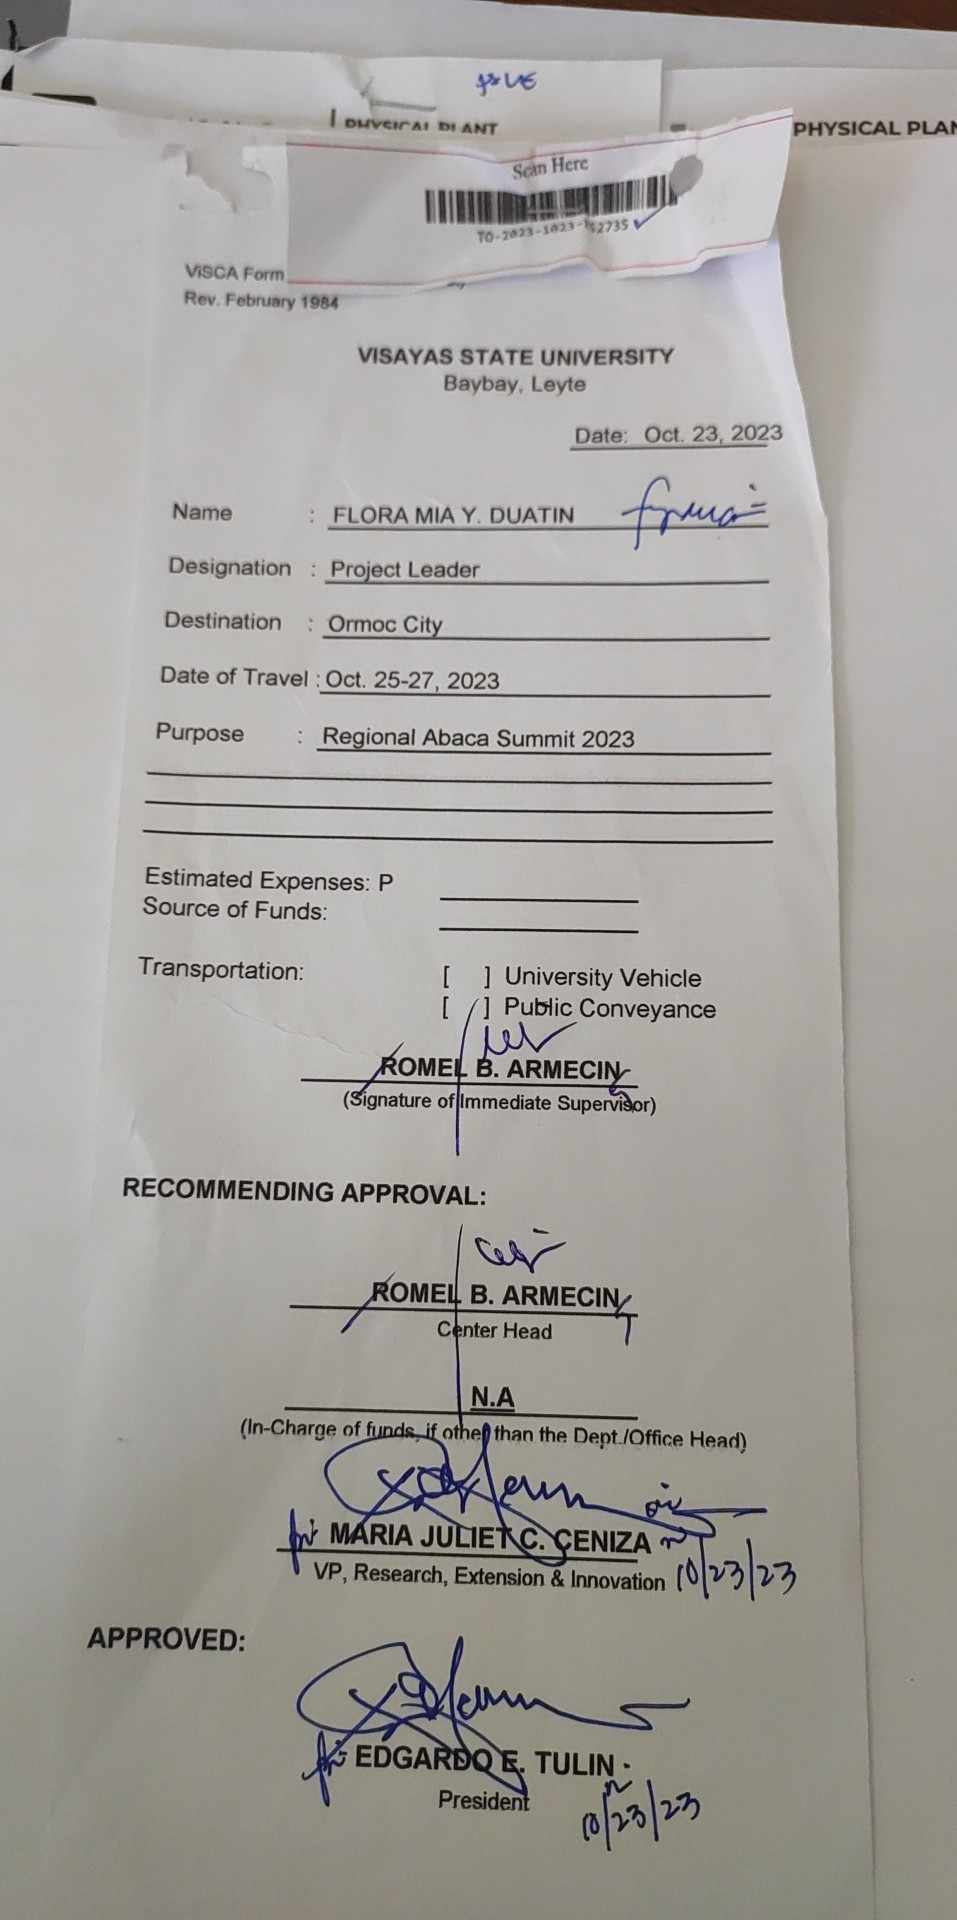 PHYSICAL PLANT
PHYSICAL PLAN
Scan Here
ViSCA Form
Rev. February 1984
VISAYAS STATE UNIVERSITY
Baybay, Leyte
Date: Oct. 23, 2023
Name : FLORA MIA Y. DUATIN
Designation : Project Leader
Destination : Ormoc City
Date of Travel : Oct. 25-27, 2023
Purpose : Regional Abaca Summit 2023
Estimated Expenses: P
Source of Funds:
Transportation: [ ] University Vehicle
[ ] Public Conveyance
ROMEL B. ARMECIN
(Signature of Immediate Supervisor)
RECOMMENDING APPROVAL:
ROMEL B. ARMECIN
Center Head
N.A
(In-Charge of funds, if other than the Dept./Office Head)
for MARIA JULIET C. CENIZA
VP, Research, Extension & Innovation 10/23/23
APPROVED:
for EDGARDO E. TULIN
President
10/23/23